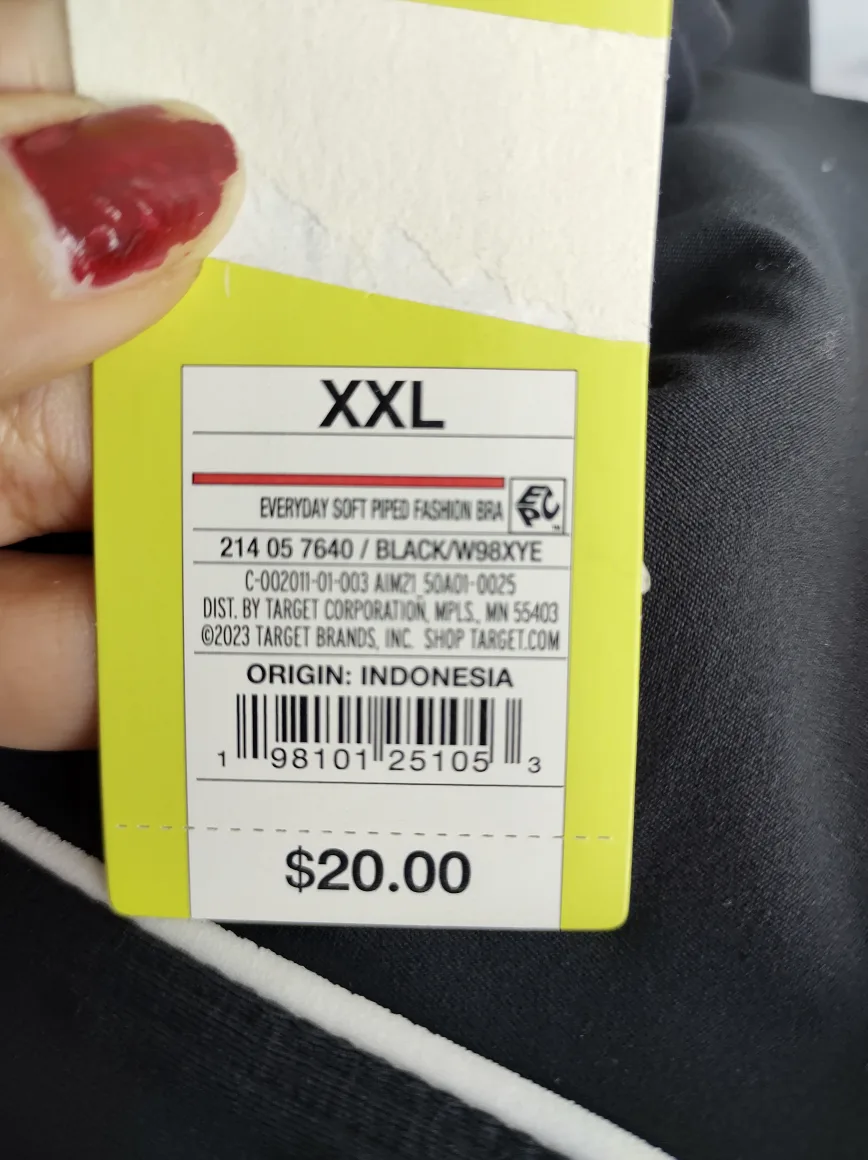 XXL
EVERYDAY SOFT PIPED FASHION BRA
EPC™
214 05 7640 / BLACK/W98XYE
C-002011-01-003 AIM21 50A01-0025
DIST. BY TARGET CORPORATION, MPLS., MN 55403
©2023 TARGET BRANDS, INC. SHOP TARGET.COM
ORIGIN: INDONESIA
1 98101 25105 3
$20.00